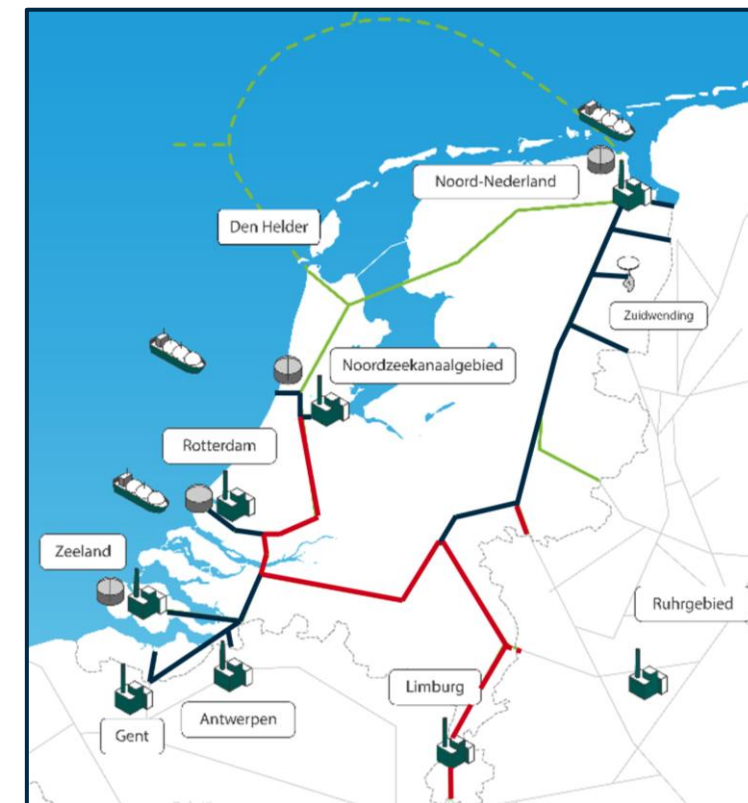 Noord-Nederland
Den Helder
Zuidwending
Noordzeekanaalgebied
Rotterdam
Zeeland
Ruhrgebied
Limburg
Antwerpen
Gent